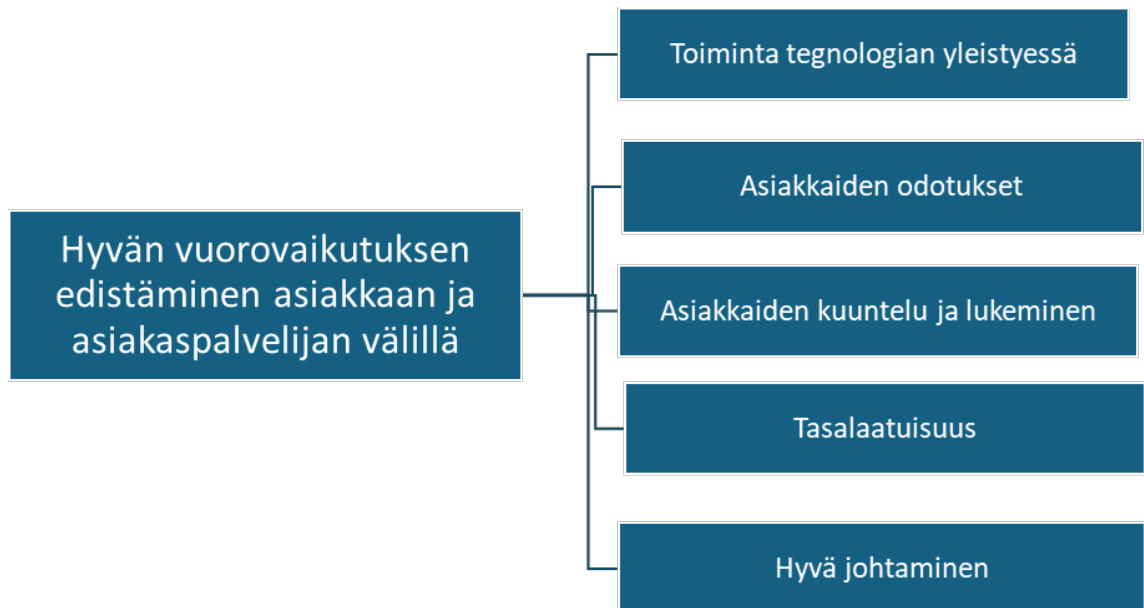 Toiminta tegnologian yleistyessä
Asiakkaiden odotukset
Hyvän vuorovaikutuksen
edistäminen asiakkaan ja
asiakaspalvelijan välillä
Asiakkaiden kuuntelu ja lukeminen
Tasalaatuisuus
Hyvä johtaminen